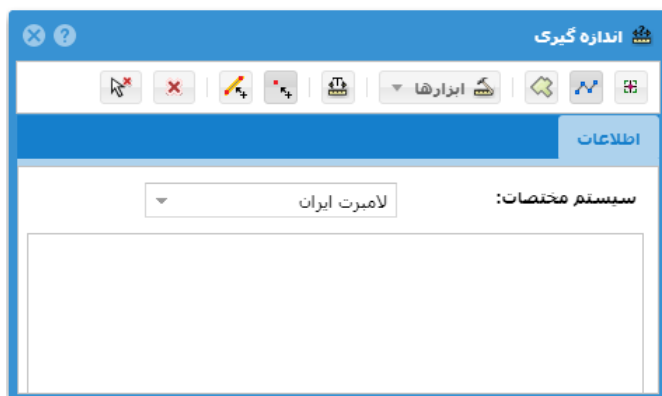 اندازه گیری
ابزارها
اطلاعات
سیستم مختصات:
لامبرت ایران